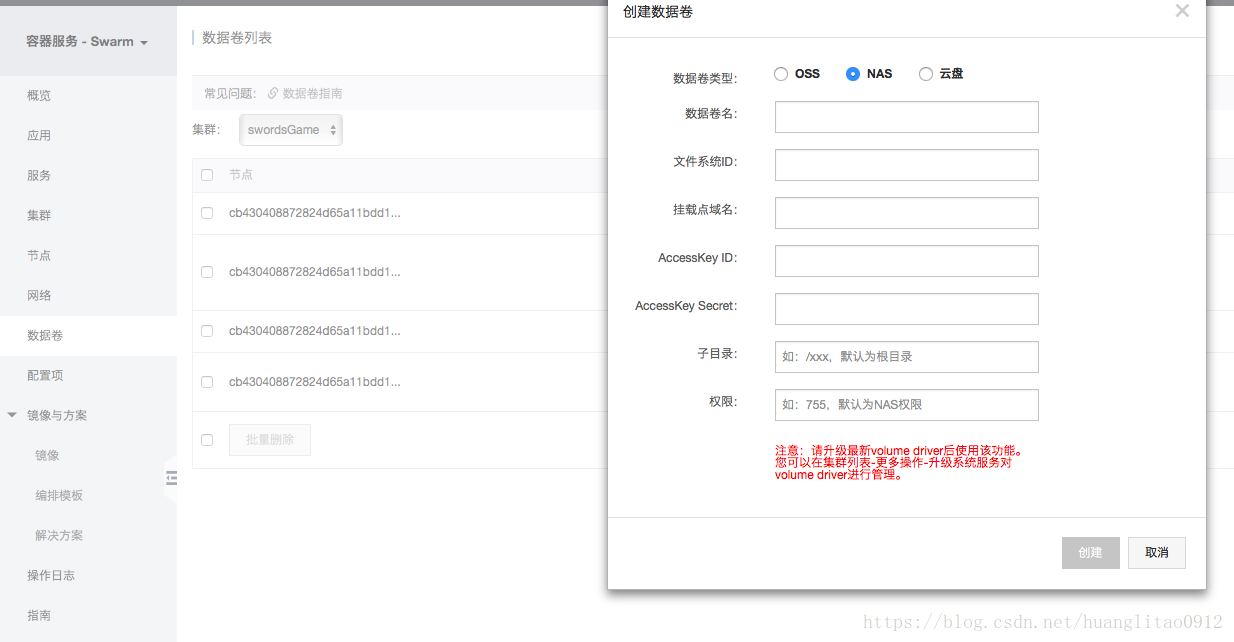 容器服务 - Swarm
概览
应用
服务
集群
节点
网络
数据卷
配置项
镜像与方案
镜像
编排模板
解决方案
操作日志
指南
数据卷列表
常见问题： 数据卷指南
集群： swordsGame
节点
cb430408872824d65a11bdd1...
cb430408872824d65a11bdd1...
cb430408872824d65a11bdd1...
cb430408872824d65a11bdd1...
批量删除
创建数据卷
数据卷类型： OSS NAS 云盘
数据卷名：
文件系统ID：
挂载点域名：
AccessKey ID：
AccessKey Secret：
子目录： 如：/xxx，默认为根目录
权限： 如：755，默认为NAS权限
注意：请升级最新volume driver后使用该功能。
您可以在集群列表-更多操作-升级系统服务对
volume driver进行管理。
创建 取消
https://blog.csdn.net/huanglitao0912